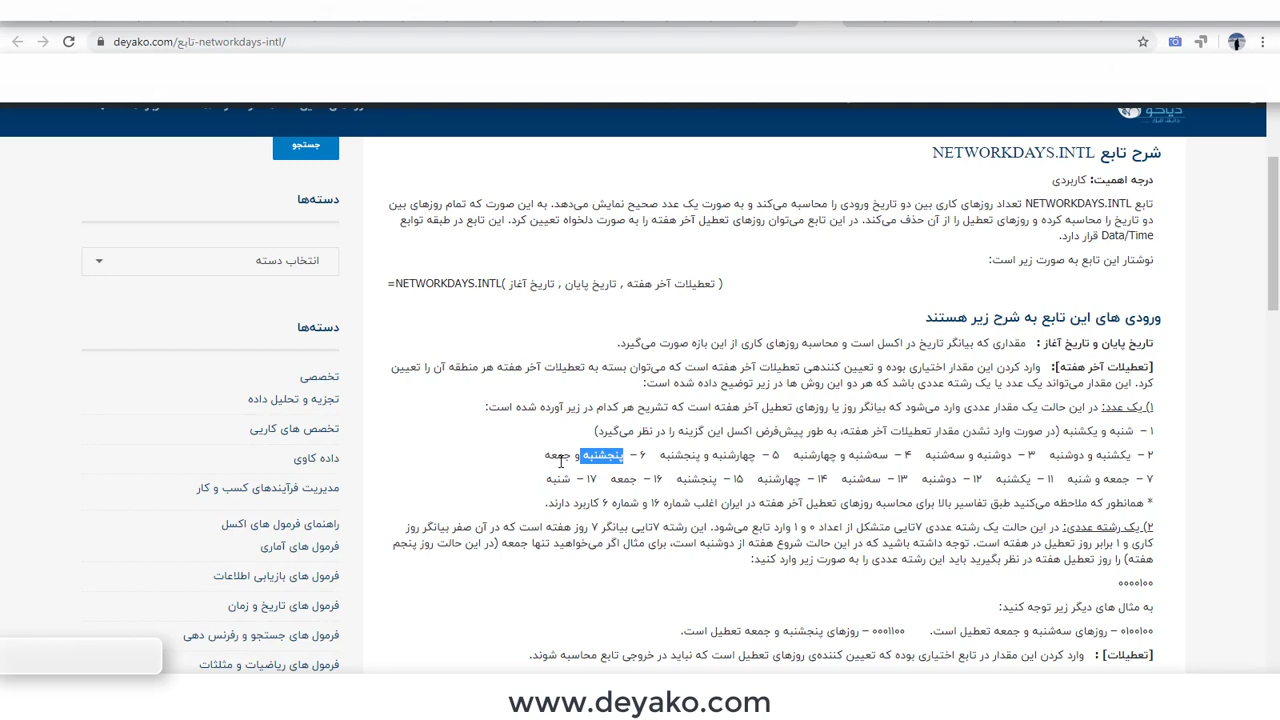 deyako.com/تابع-networkdays-intl/
دیاکو
جستجو
دسته‌ها
انتخاب دسته
دسته‌ها
تخصصی
تجزیه و تحلیل داده
تخصص های کاربی
داده کاوی
مدیریت فرآیندهای کسب و کار
راهنمای فرمول های اکسل
فرمول های آماری
فرمول های بازیابی اطلاعات
فرمول های تاریخ و زمان
فرمول های جستجو و رفرنس دهی
فرمول های ریاضیات و مثلثات
شرح تابع NETWORKDAYS.INTL
درجه اهمیت: کاربردی
تابع NETWORKDAYS.INTL تعداد روزهای کاری بین دو تاریخ ورودی را محاسبه می‌کند و به صورت یک عدد صحیح نمایش می‌دهد. به این صورت که تمام روزهای بین
دو تاریخ را محاسبه کرده و روزهای تعطیل را از آن حذف می‌کند. در این تابع می‌توان روزهای تعطیل آخر هفته را به صورت دلخواه تعیین کرد. این تابع در طبقه توابع
Data/Time قرار دارد.
نوشتار این تابع به صورت زیر است:
=NETWORKDAYS.INTL( تعطیلات آخر هفته , تاریخ پایان , تاریخ آغاز )
ورودی های این تابع به شرح زیر هستند
تاریخ پایان و تاریخ آغاز : مقداری که بیانگر تاریخ در اکسل است و محاسبه روزهای کاری از این بازه صورت می‌گیرد.
[تعطیلات آخر هفته]: وارد کردن این مقدار اختیاری بوده و تعیین کننده‎ی تعطیلات آخر هفته است که می‌توان بسته به تعطیلات آخر هفته هر منطقه آن را تعیین
کرد. این مقدار می‌تواند یک عدد یا یک رشته عددی باشد که هر دو این روش ها در زیر توضیح داده شده است:
۱) یک عدد: در این حالت یک مقدار عددی وارد می‌شود که بیانگر روز یا روزهای تعطیل آخر هفته است که تشریح هر کدام در زیر آورده شده است:
۱ – شنبه و یکشنبه (در صورت وارد نشدن مقدار تعطیلات آخر هفته، به طور پیش‌فرض اکسل این گزینه را در نظر می‌گیرد)
۲ – یکشنبه و دوشنبه ۳ – دوشنبه و سه‌شنبه ۴ – سه‌شنبه و چهارشنبه ۵ – چهارشنبه و پنجشنبه ۶ – پنجشنبه و جمعه
۷ – جمعه و شنبه ۱۱ – یکشنبه ۱۲ – دوشنبه ۱۳ – سه‌شنبه ۱۴ – چهارشنبه ۱۵ – پنجشنبه ۱۶ – جمعه ۱۷ – شنبه
* همانطور که ملاحظه می‌کنید طبق تفاسیر بالا برای محاسبه روزهای تعطیل آخر هفته در ایران اغلب شماره ۱۶ و شماره ۶ کاربرد دارند.
۲) یک رشته عددی: در این حالت یک رشته عددی ۷تایی متشکل از اعداد ۰ و ۱ وارد تابع می‌شود. این رشته ۷تایی بیانگر ۷ روز هفته است که در آن صفر بیانگر روز
کاری و ۱ برابر روز تعطیل در هفته است. توجه داشته باشید که در این حالت شروع هفته از دوشنبه است، برای مثال اگر می‌خواهید تنها جمعه (در این حالت روز پنجم
هفته) را روز تعطیل در نظر بگیرید باید این رشته عددی را به صورت زیر وارد کنید:
۰۰۰۰۱۰۰
به مثال های دیگر زیر توجه کنید:
۰۱۰۰۱۰۰ – روزهای سه‌شنبه و جمعه تعطیل است. ۰۰۰۱۱۰۰ – روزهای پنجشنبه و جمعه تعطیل است.
[تعطیلات] : وارد کردن این مقدار در تابع اختیاری بوده که تعیین کننده‌ی روزهای تعطیل است که نباید در خروجی تابع محاسبه شوند.
www.deyako.com